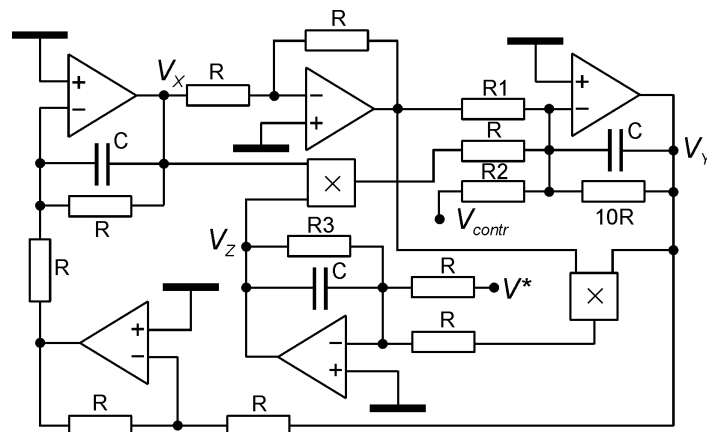 R
V_X
R
R1
R
R2
C
V_Y
10R
V_contr
C
R
×
V_Z
R3
C
R
V*
R
×
R
R
R
+
−
−
+
+
−
+
−
−
+